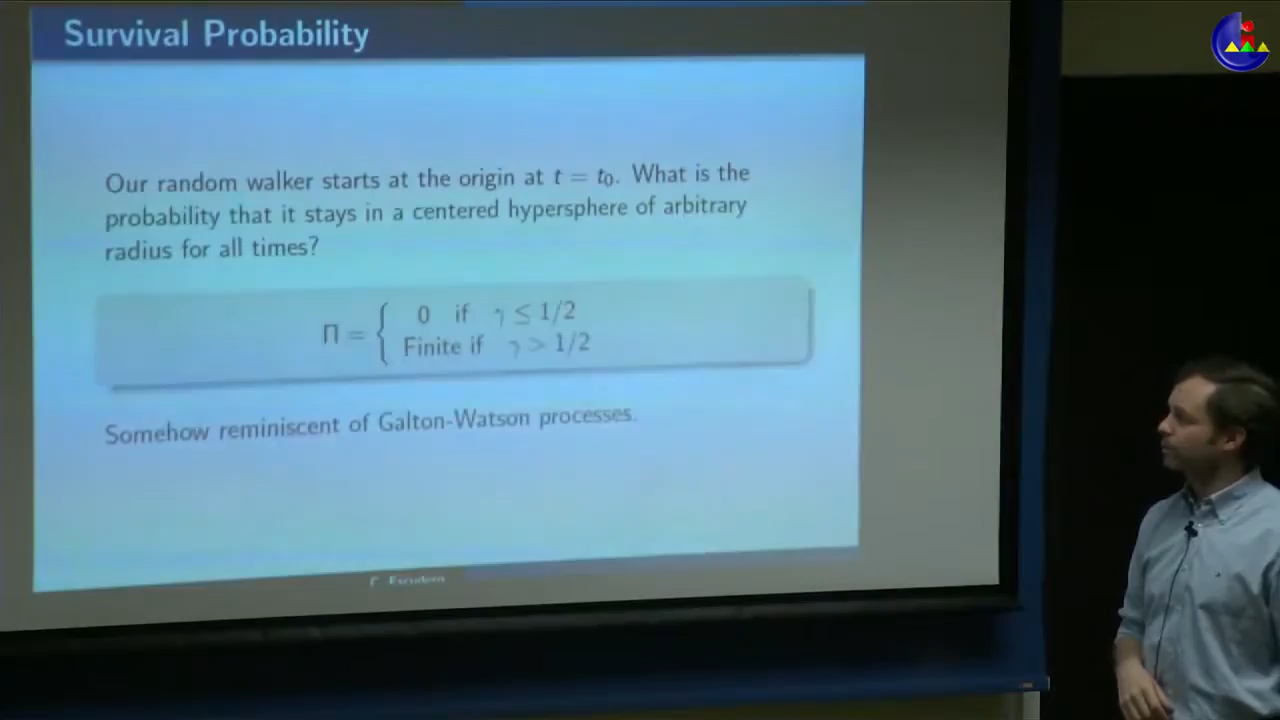 Survival Probability
Our random walker starts at the origin at t = t₀. What is the
probability that it stays in a centered hypersphere of arbitrary
radius for all times?
Π = { 0 if γ ≤ 1/2
Finite if γ > 1/2
Somehow reminiscent of Galton-Watson processes.